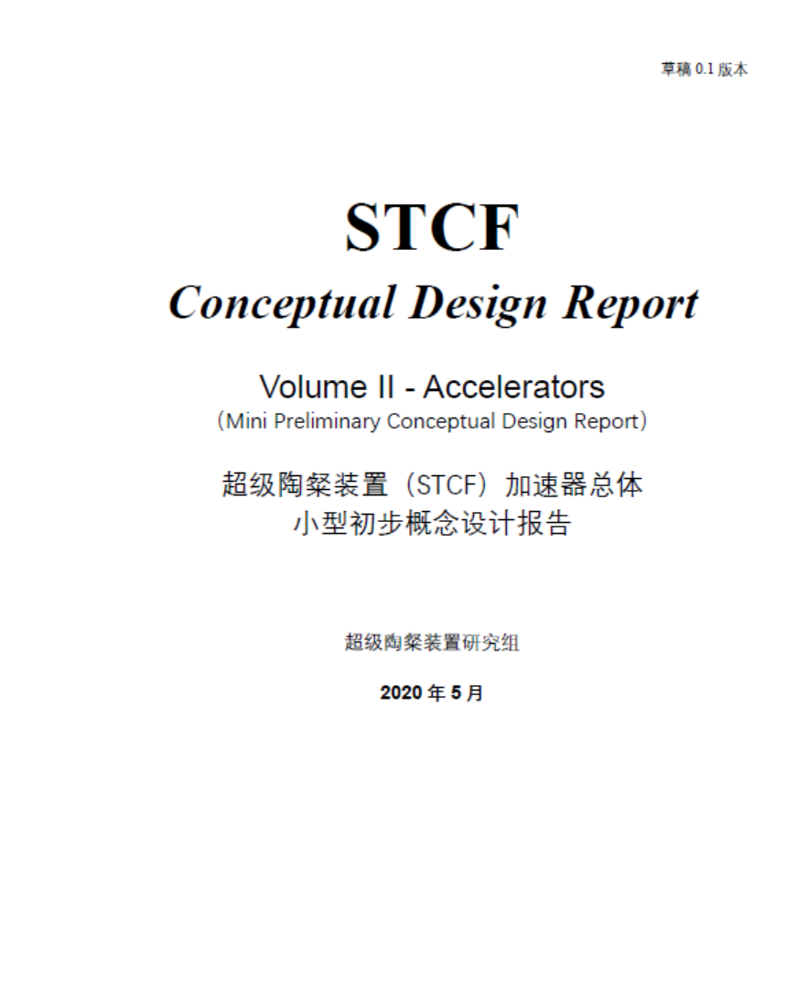 草稿 0.1 版本
STCF
Conceptual Design Report
Volume II - Accelerators
（Mini Preliminary Conceptual Design Report）
超级陶粲装置（STCF）加速器总体
小型初步概念设计报告
超级陶粲装置研究组
2020 年 5 月